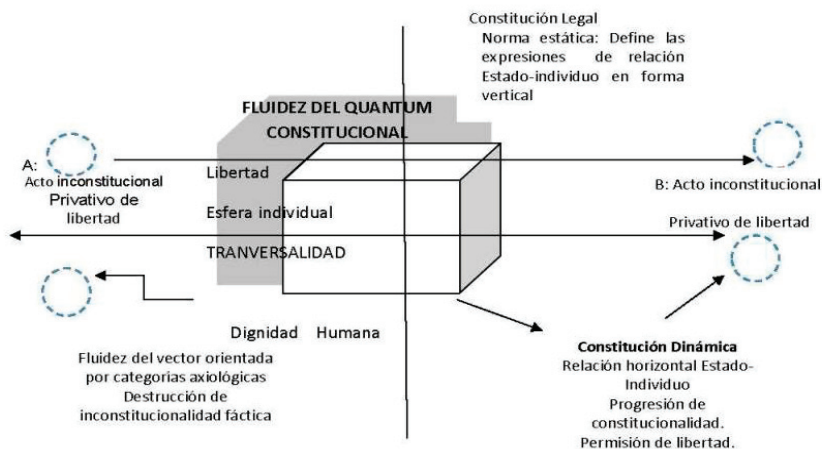 Constitución Legal
Norma estática: Define las
expresiones de relación
Estado-individuo en forma
vertical
FLUIDEZ DEL QUANTUM
CONSTITUCIONAL
A:
Acto inconstitucional
Privativo de
libertad
Libertad
Esfera individual
TRANVERSALIDAD
B: Acto inconstitucional
Privativo de libertad
Dignidad Humana
Fluidez del vector orientada
por categorías axiológicas
Destrucción de
inconstitucionalidad fáctica
Constitución Dinámica
Relación horizontal Estado-
Individuo
Progresión de
constitucionalidad.
Permisión de libertad.